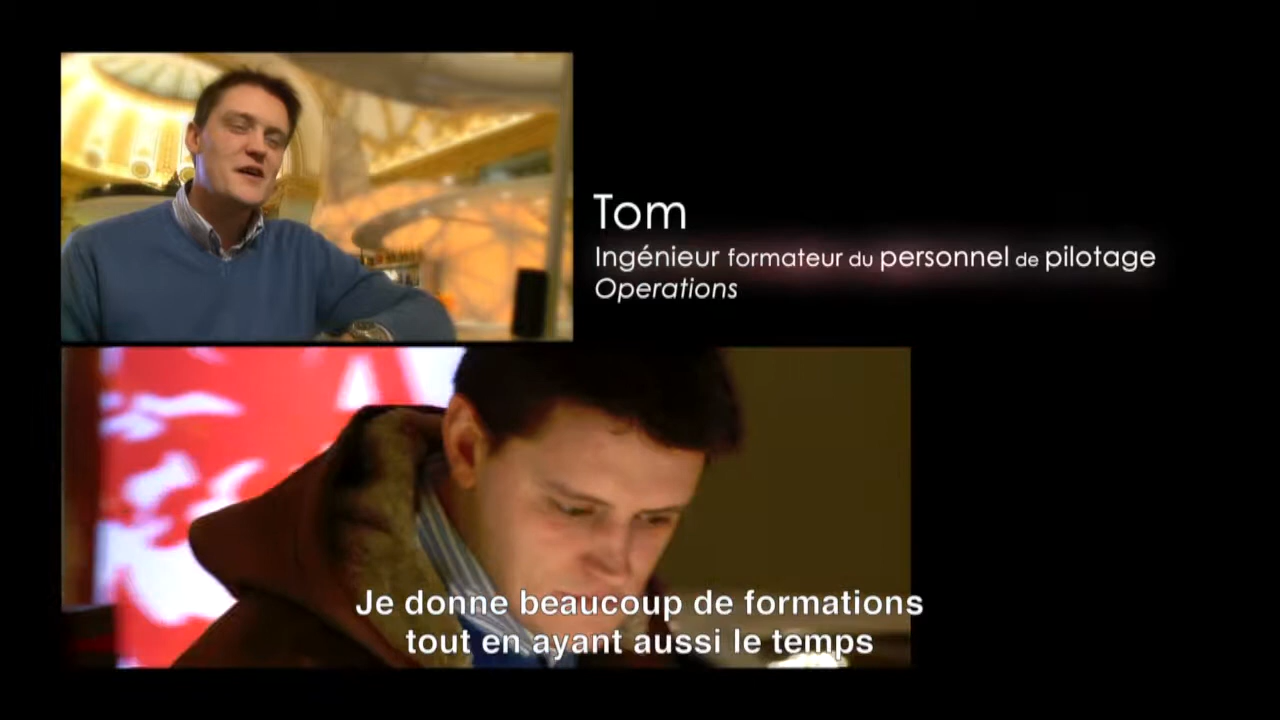 Tom
Ingénieur formateur du personnel de pilotage
Operations
Je donne beaucoup de formations
tout en ayant aussi le temps